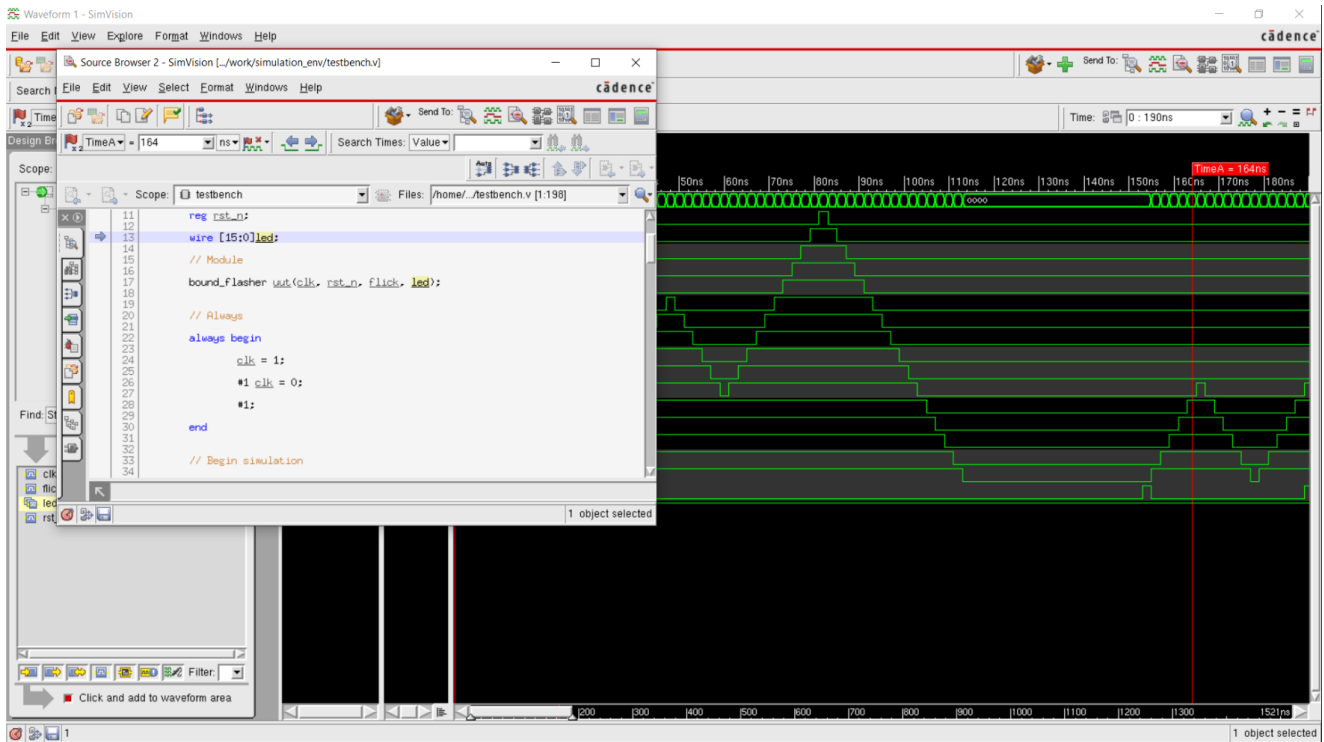 Waveform 1 - SimVision
File Edit View Explore Format Windows Help
cādence
Source Browser 2 - SimVision [.../work/simulation_env/testbench.v]
File Edit View Select Format Windows Help
cādence
Send To:
Send To:
Search
TimeA = 164 ns
Search Times: Value
Time: 0 : 190ns
Time
Design Br
Scope:
Scope: testbench
Files: /home/.../testbench.v [1:198]
TimeA = 164ns
50ns 60ns 70ns 80ns 90ns 100ns 110ns 120ns 130ns 140ns 150ns 160ns 170ns 180ns
0000
11 reg rst_n;
12
13 wire [15:0]led;
14
15 // Module
16
17 bound_flasher uut(clk, rst_n, flick, led);
18
19
20 // Always
21
22 always begin
23
24 clk = 1;
25
26 #1 clk = 0;
27
28 #1;
29
30 end
31
32
33 // Begin simulation
34
Find: St
clk
flic
led
rst_
1 object selected
Filter:
Click and add to waveform area
200 300 400 500 600 700 800 900 1000 1100 1200 1300 1521ns
1
1 object selected